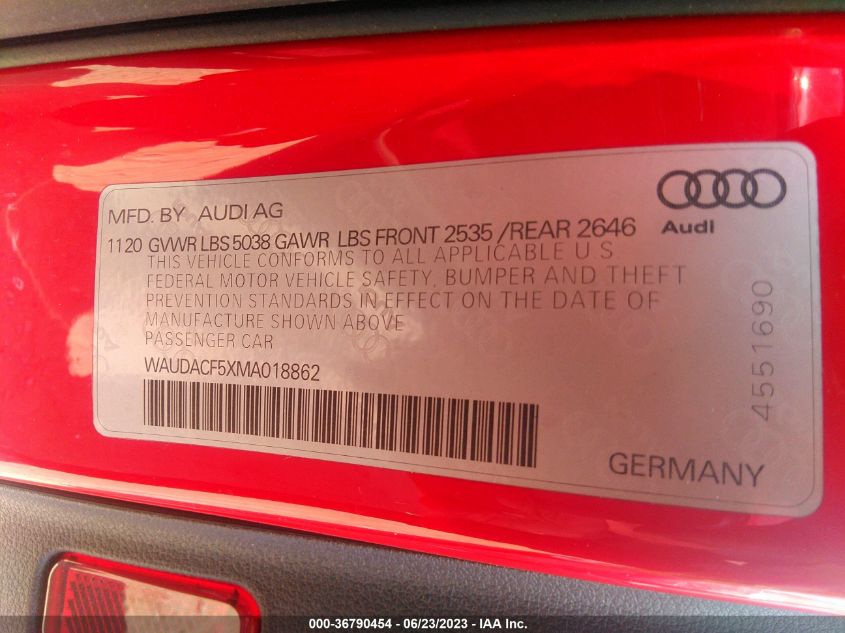 MFD. BY AUDI AG
1120 GVWR LBS 5038 GAWR LBS FRONT 2535 /REAR 2646
THIS VEHICLE CONFORMS TO ALL APPLICABLE U S
FEDERAL MOTOR VEHICLE SAFETY, BUMPER AND THEFT
PREVENTION STANDARDS IN EFFECT ON THE DATE OF
MANUFACTURE SHOWN ABOVE
PASSENGER CAR
WAUDACF5XMA018862
Audi
4551690
GERMANY
000-36790454 - 06/23/2023 - IAA Inc.